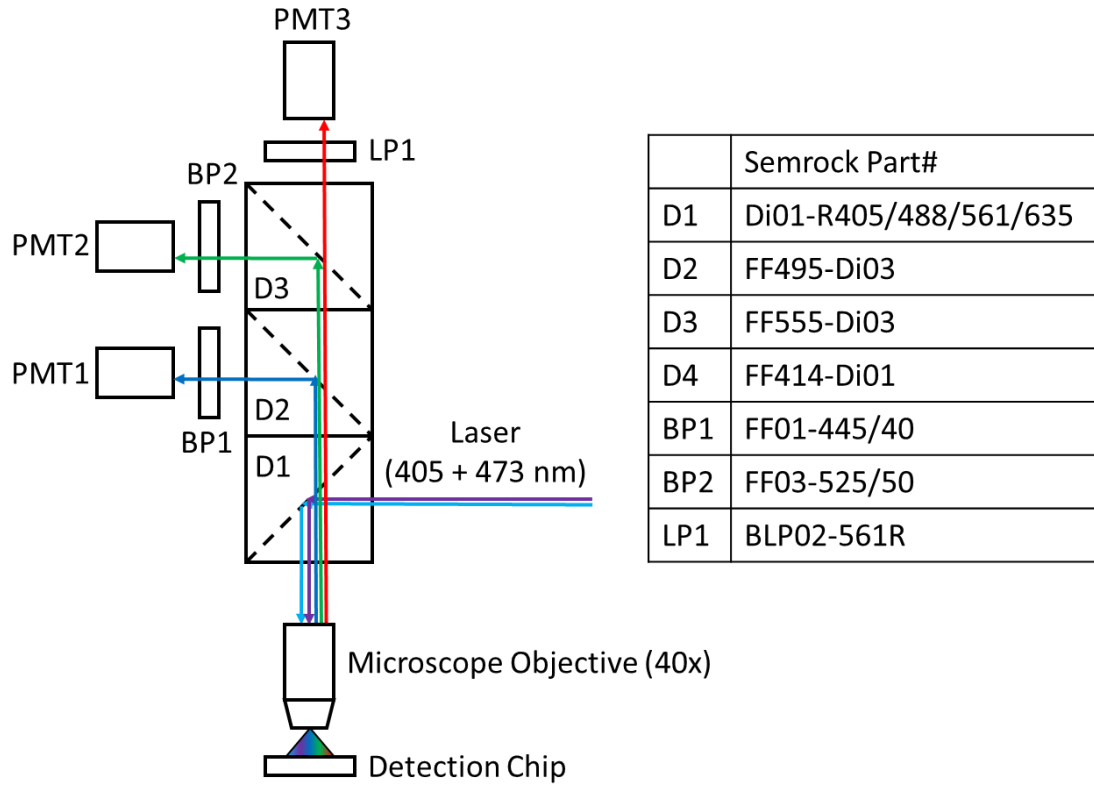 PMT3
LP1
BP2
PMT2
D3
PMT1
D2
BP1
D1
Laser
(405 + 473 nm)
Microscope Objective (40x)
Detection Chip
Semrock Part#
D1 Di01-R405/488/561/635
D2 FF495-Di03
D3 FF555-Di03
D4 FF414-Di01
BP1 FF01-445/40
BP2 FF03-525/50
LP1 BLP02-561R